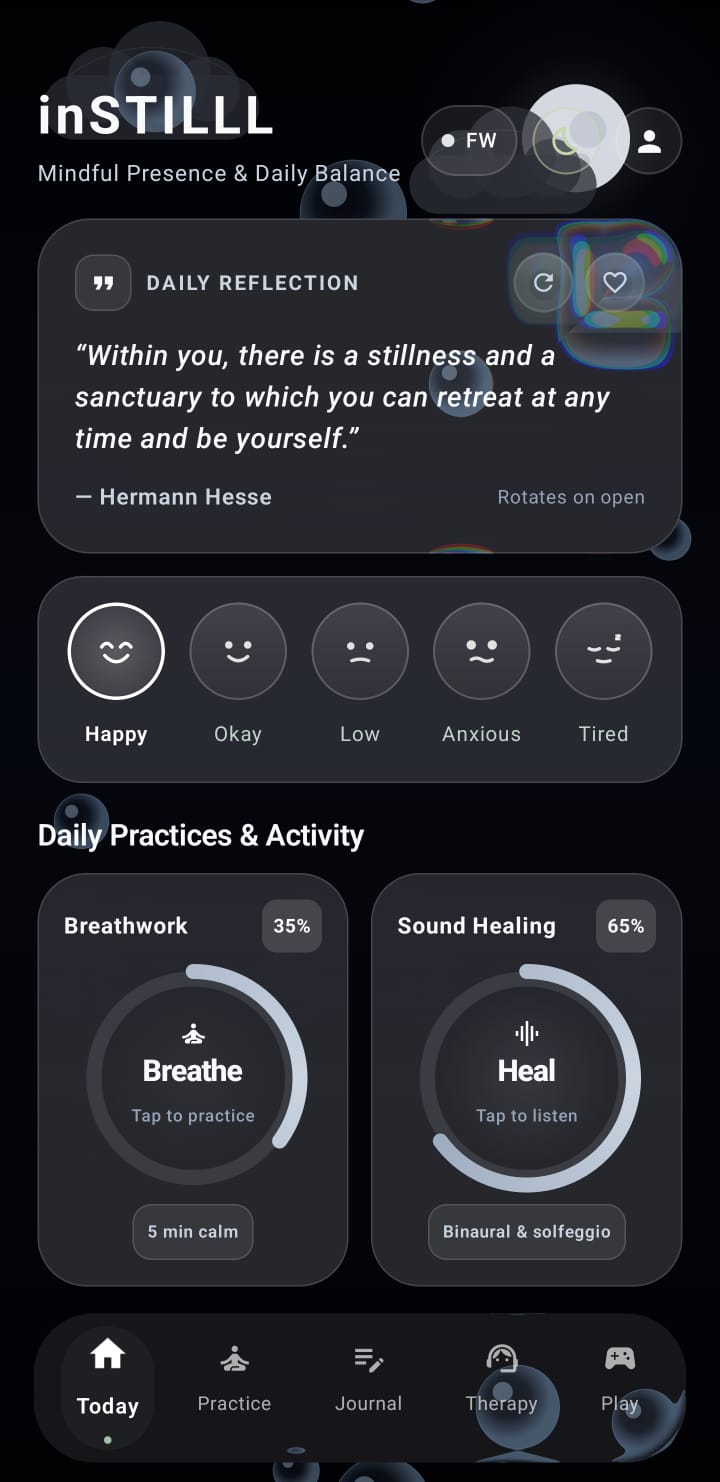 inSTILLL
FW
Mindful Presence & Daily Balance
DAILY REFLECTION
“Within you, there is a stillness and a
sanctuary to which you can retreat at any
time and be yourself.”
— Hermann Hesse
Rotates on open
Happy
Okay
Low
Anxious
Tired
Daily Practices & Activity
Breathwork
35%
Breathe
Tap to practice
5 min calm
Sound Healing
65%
Heal
Tap to listen
Binaural & solfeggio
Today
Practice
Journal
Therapy
Play